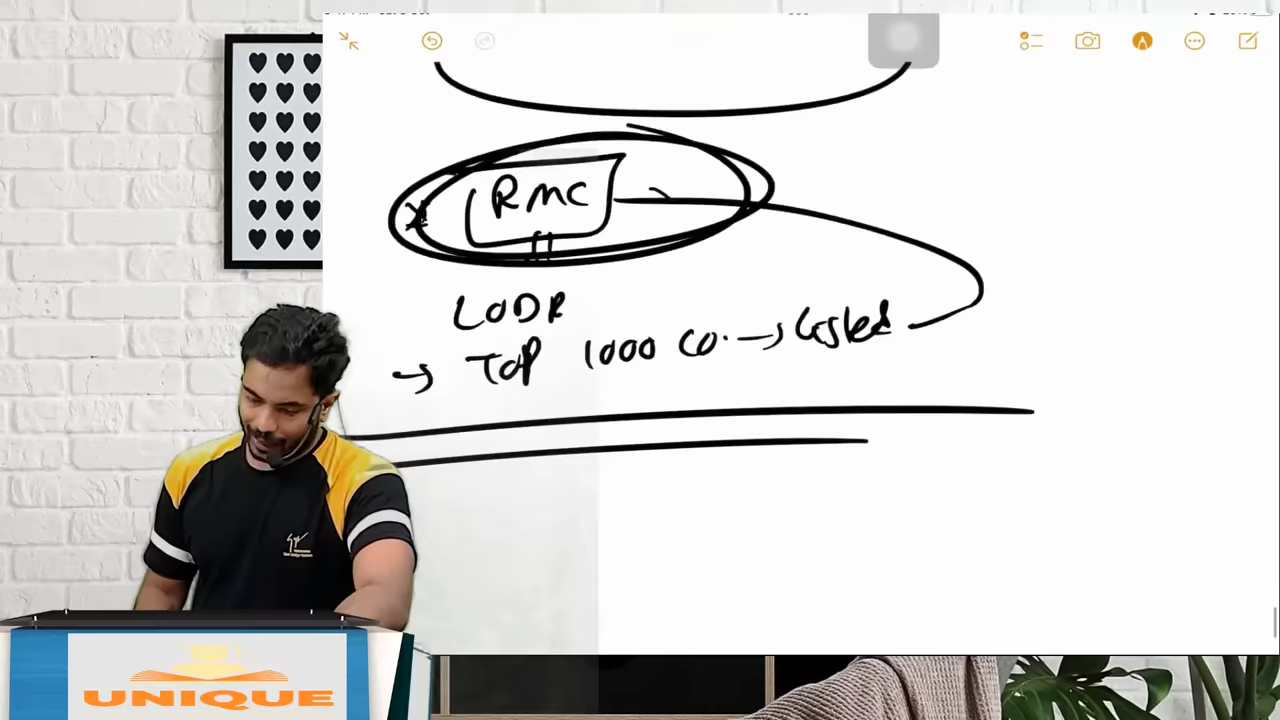 RMC
LODR
→ TOP 1000 CO. → Listed
UNIQUE